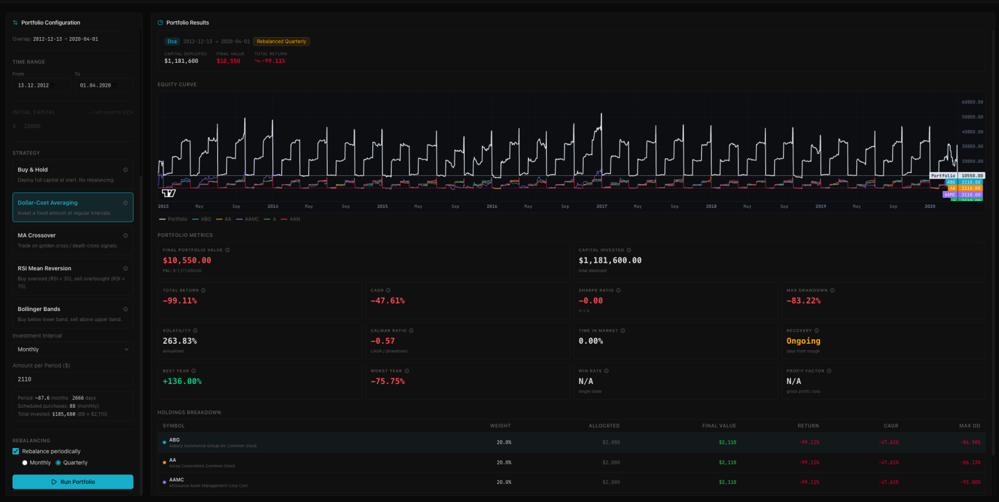 Portfolio Configuration
Overlap: 2012-12-13 → 2020-04-01
TIME RANGE
From To
13.12.2012 01.04.2020
INITIAL CAPITAL — not used for DCA
$ 10000
STRATEGY
Buy & Hold
Deploy full capital at start. No rebalancing.
Dollar-Cost Averaging
Invest a fixed amount at regular intervals.
MA Crossover
Trade on golden cross / death cross signals.
RSI Mean Reversion
Buy oversold (RSI < 30), sell overbought (RSI >
70).
Bollinger Bands
Buy below lower band, sell above upper band.
Investment Interval
Monthly
Amount per Period ($)
2110
Period: ~87.6 months 2666 days
Scheduled purchases: 88 (monthly)
Total invested: $185,680 (88 × $2,110)
REBALANCING
Rebalance periodically
Monthly Quarterly
Run Portfolio
Portfolio Results
Dca 2012-12-13 → 2020-04-01 Rebalanced Quarterly
CAPITAL DEPLOYED FINAL VALUE TOTAL RETURN
$1,181,600 $10,550 -99.11%
EQUITY CURVE
60000.00
50000.00
40000.00
30000.00
20000.00
Portfolio 10550.00
ABG 2110.00
AA 2110.00
AAMC 2110.00
A 2110.00
2013 May Sep 2014 May Sep 2015 May Sep 2016 May Sep 2017 May Sep 2018 May Sep 2019 May Sep 2020
Portfolio ABG AA AAMC A AAN
PORTFOLIO METRICS
FINAL PORTFOLIO VALUE CAPITAL INVESTED
$10,550.00 $1,181,600.00
P&L: $-1,171,050.00 total deployed
TOTAL RETURN CAGR SHARPE RATIO MAX DRAWDOWN
-99.11% -47.61% -0.00 -83.22%
rf = 0
VOLATILITY CALMAR RATIO TIME IN MARKET RECOVERY
263.83% -0.57 0.00% Ongoing
annualised CAGR / |drawdown| days from trough
BEST YEAR WORST YEAR WIN RATE PROFIT FACTOR
+136.00% -75.75% N/A N/A
single trade gross profit / loss
HOLDINGS BREAKDOWN
SYMBOL WEIGHT ALLOCATED FINAL VALUE RETURN CAGR MAX DD
ABG 20.0% $2,000 $2,110 -99.11% -47.61% -84.98%
Asbury Automotive Group Inc Common Stock
AA 20.0% $2,000 $2,110 -99.11% -47.61% -86.13%
Alcoa Corporation Common Stock
AAMC 20.0% $2,000 $2,110 -99.11% -47.61% -93.80%
Altisource Asset Management Corp Com